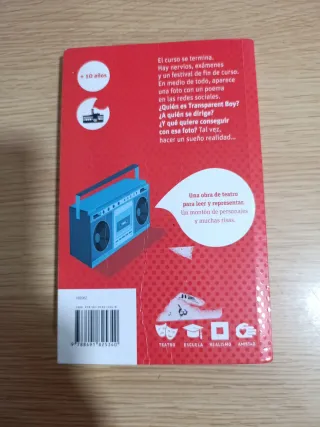 + 10 años
El curso se termina.
Hay nervios, exámenes
y un festival de fin de curso.
En medio de todo, aparece
una foto con un poema
en las redes sociales.
¿Quién es Transparent Boy?
¿A quién se dirige?
¿Y qué quiere conseguir
con esa foto? Tal vez,
hacer un sueño realidad...
Una obra de teatro
para leer y representar.
Un montón de personajes
y muchas risas.
TEATRO
ESCUELA
REALISMO
AMISTAD